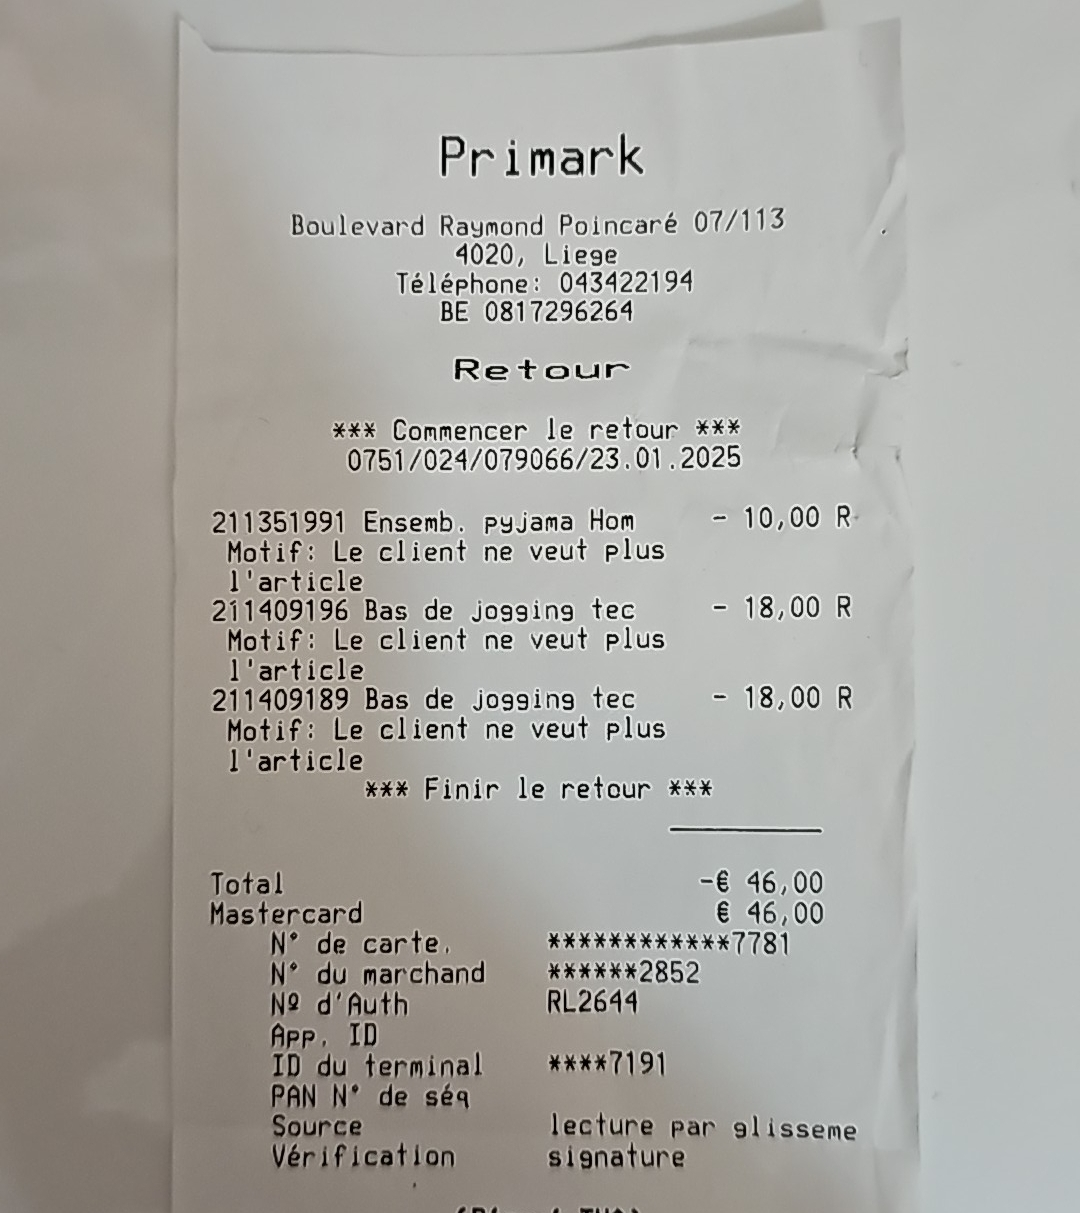 Primark
Boulevard Raymond Poincaré 07/113
4020, Liege
Téléphone: 043422194
BE 0817296264
Retour
*** Commencer le retour ***
0751/024/079066/23.01.2025
211351991 Ensemb. pyjama Hom - 10,00 R
Motif: Le client ne veut plus
l'article
211409196 Bas de jogging tec - 18,00 R
Motif: Le client ne veut plus
l'article
211409189 Bas de jogging tec - 18,00 R
Motif: Le client ne veut plus
l'article
*** Finir le retour ***
Total -€ 46,00
Mastercard € 46,00
N° de carte. ************7781
N° du marchand ******2852
Nº d'Auth RL2644
App. ID
ID du terminal ****7191
PAN N° de séq
Source lecture par glisseme
Vérification signature